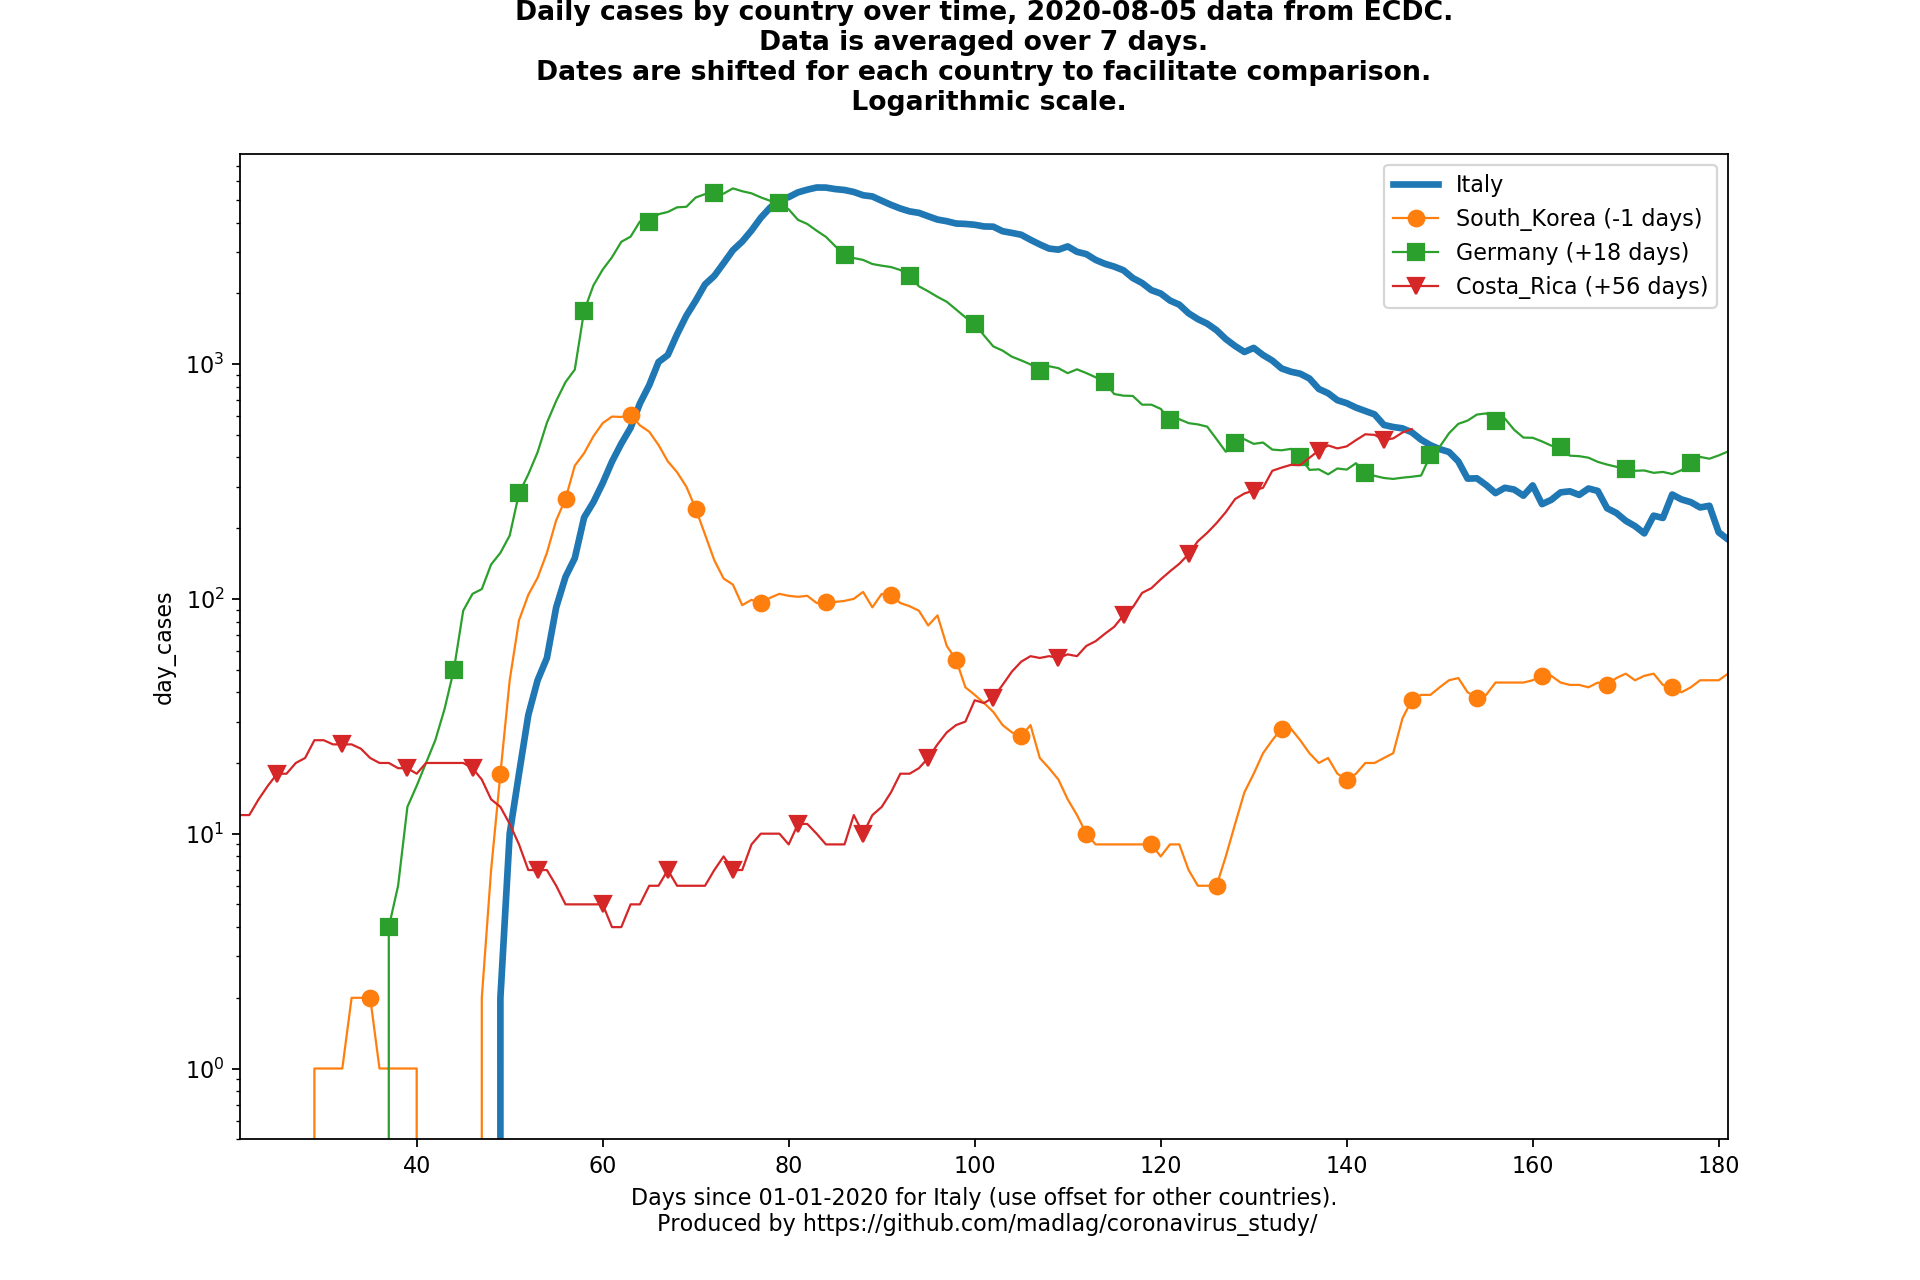 Daily cases by country over time, 2020-08-05 data from ECDC.
Data is averaged over 7 days.
Dates are shifted for each country to facilitate comparison.
Logarithmic scale.
Italy
South_Korea (-1 days)
Germany (+18 days)
Costa_Rica (+56 days)
day_cases
10³
10²
10¹
10⁰
40 60 80 100 120 140 160 180
Days since 01-01-2020 for Italy (use offset for other countries).
Produced by https://github.com/madlag/coronavirus_study/